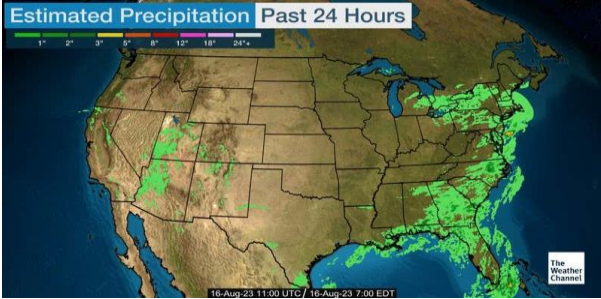 Estimated Precipitation Past 24 Hours
1" 2" 3" 5" 8" 12" 18" 24"+
The
Weather
Channel
16-Aug-23 11:00 UTC / 16-Aug-23 7:00 EDT